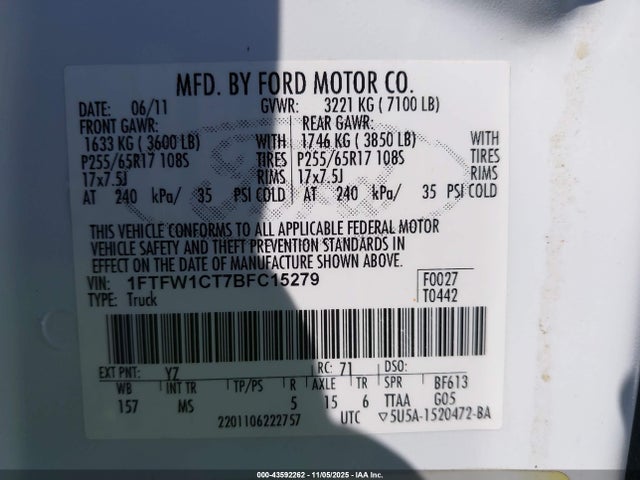 MFD. BY FORD MOTOR CO.
DATE: 06/11 GVWR: 3221 KG ( 7100 LB)
FRONT GAWR: REAR GAWR:
1633 KG ( 3600 LB) WITH 1746 KG ( 3850 LB) WITH
P255/65R17 108S TIRES P255/65R17 108S TIRES
17x7.5J RIMS 17x7.5J RIMS
AT 240 kPa/ 35 PSI COLD AT 240 kPa/ 35 PSI COLD
THIS VEHICLE CONFORMS TO ALL APPLICABLE FEDERAL MOTOR
VEHICLE SAFETY AND THEFT PREVENTION STANDARDS IN
EFFECT ON THE DATE OF MANUFACTURE SHOWN ABOVE.
VIN: 1FTFW1CT7BFC15279 F0027
TYPE: Truck T0442
EXT PNT: YZ RC: 71 DSO:
WB INT TR TP/PS R AXLE TR SPR BF613
157 MS 5 15 6 TTAA G05
2201106222757 UTC ▽5U5A-1520472-BA
000-43592262 - 11/05/2025 - IAA Inc.